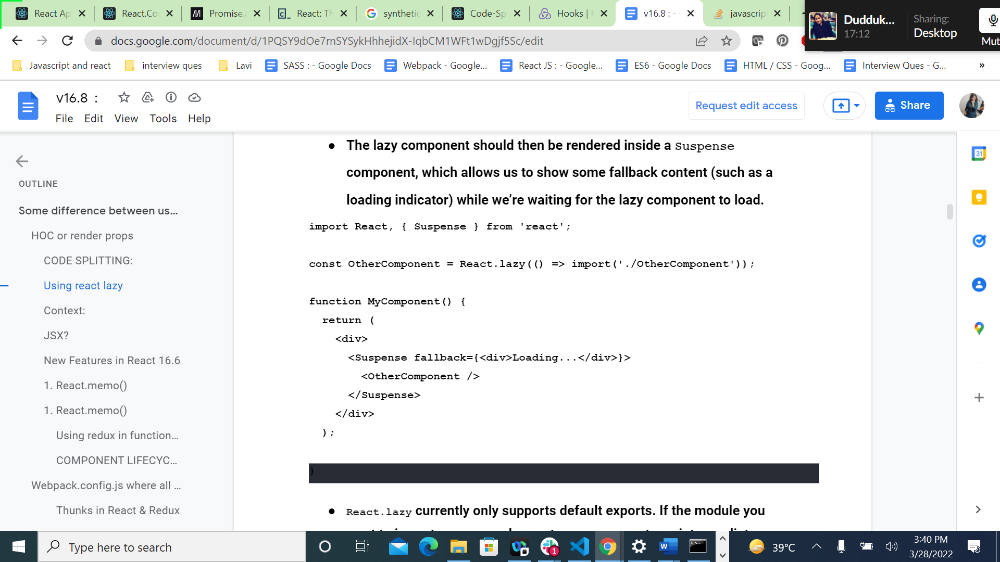 React Ap
React.Co
Promise.a
React: Th
synthetic
Code-Sp
Hooks | R
v16.8 : -
javascrip
Dudduk...
17:12
Sharing:
Desktop
Mut
docs.google.com/document/d/1PQSY9dOe7rnSYSykHhhejidX-IqbCM1WFt1wDgjf5Sc/edit
Javascript and react
interview ques
Lavi
SASS : - Google Docs
Webpack - Google...
React JS : - Google...
ES6 - Google Docs
HTML / CSS - Goog...
Interview Ques - G...
»
v16.8 :
File Edit View Tools Help
Request edit access
Share
OUTLINE
Some difference between us...
HOC or render props
CODE SPLITTING:
Using react lazy
Context:
JSX?
New Features in React 16.6
1. React.memo()
1. React.memo()
Using redux in function...
COMPONENT LIFECYC...
Webpack.config.js where all ...
Thunks in React & Redux
● The lazy component should then be rendered inside a Suspense
component, which allows us to show some fallback content (such as a
loading indicator) while we’re waiting for the lazy component to load.
import React, { Suspense } from 'react';
const OtherComponent = React.lazy(() => import('./OtherComponent'));
function MyComponent() {
return (
<div>
<Suspense fallback={<div>Loading...</div>}>
<OtherComponent />
</Suspense>
</div>
);
}
● React.lazy currently only supports default exports. If the module you
31
Type here to search
1
39°C
3:40 PM
3/28/2022